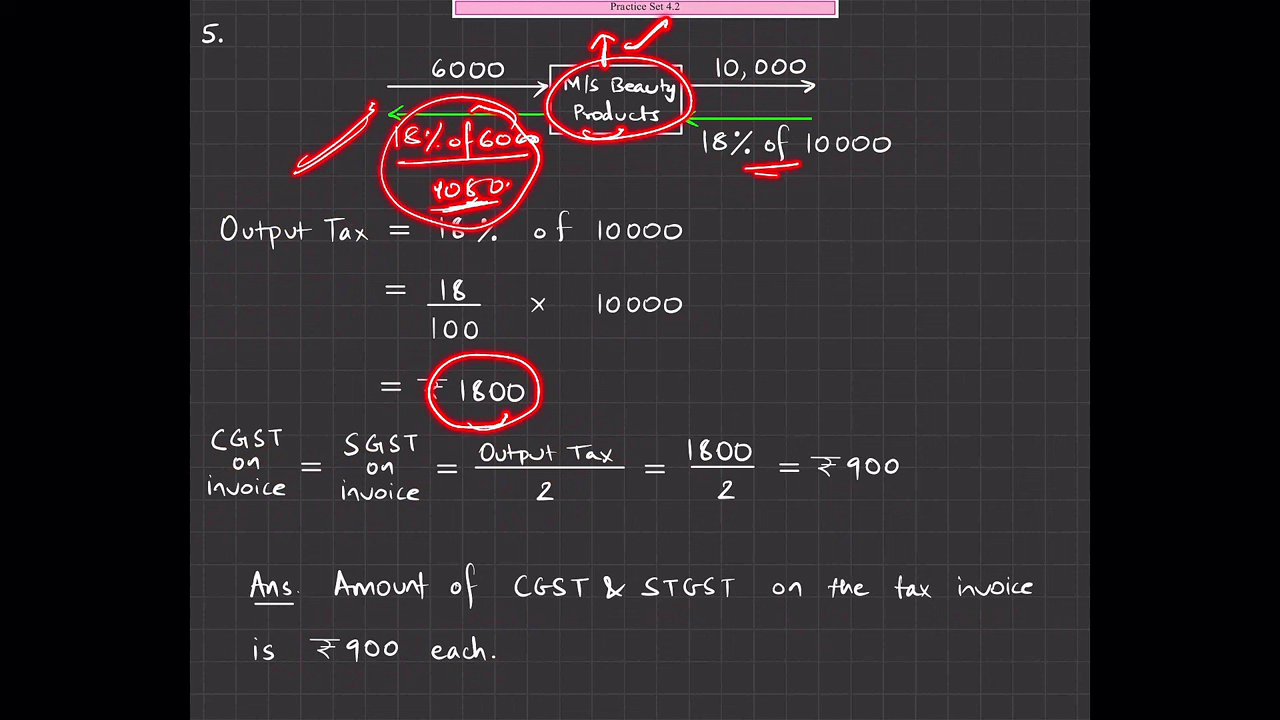 Practice Set 4.2
5.
6000 M/s Beauty Products 10,000
18% of 6000 18% of 10000
1080
Output Tax = 18% of 10000
= 18/100 × 10000
= ₹ 1800
CGST on invoice = SGST on invoice = Output Tax/2 = 1800/2 = ₹ 900
Ans. Amount of CGST & STGST on the tax invoice
is ₹ 900 each.